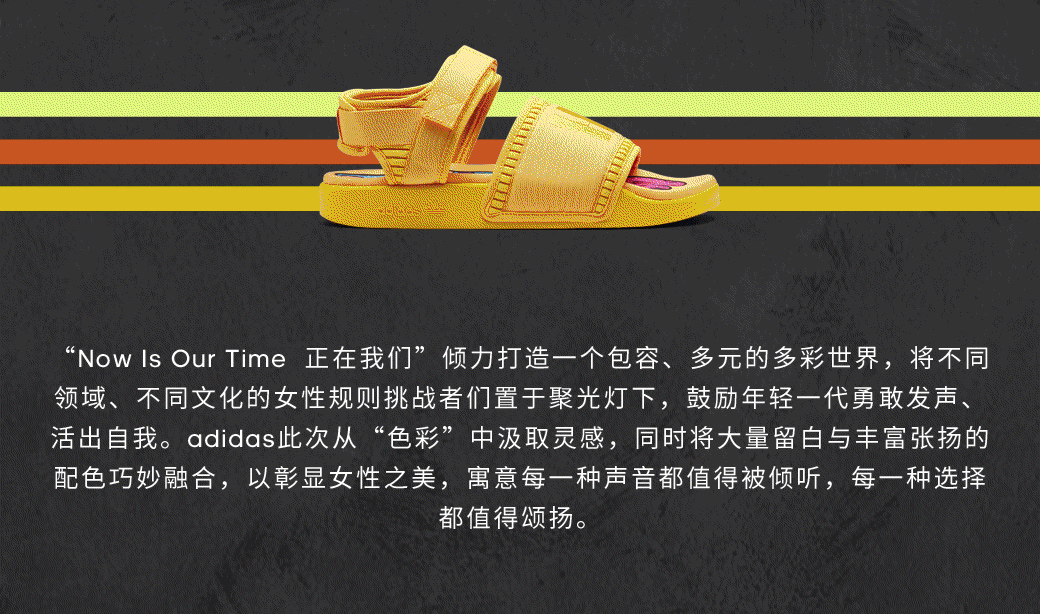 adidas
“Now Is Our Time 正在我们”倾力打造一个包容、多元的多彩世界，将不同
领域、不同文化的女性规则挑战者们置于聚光灯下，鼓励年轻一代勇敢发声、
活出自我。adidas此次从“色彩”中汲取灵感，同时将大量留白与丰富张扬的
配色巧妙融合，以彰显女性之美，寓意每一种声音都值得被倾听，每一种选择
都值得颂扬。